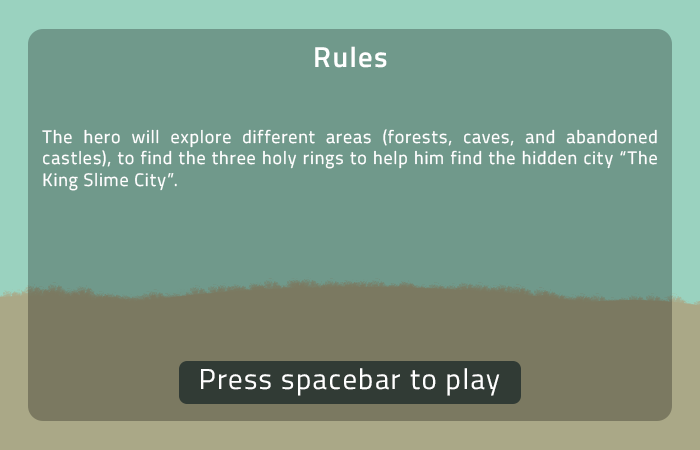 Rules
The hero will explore different areas (forests, caves, and abandoned
castles), to find the three holy rings to help him find the hidden city “The
King Slime City”.
Press spacebar to play